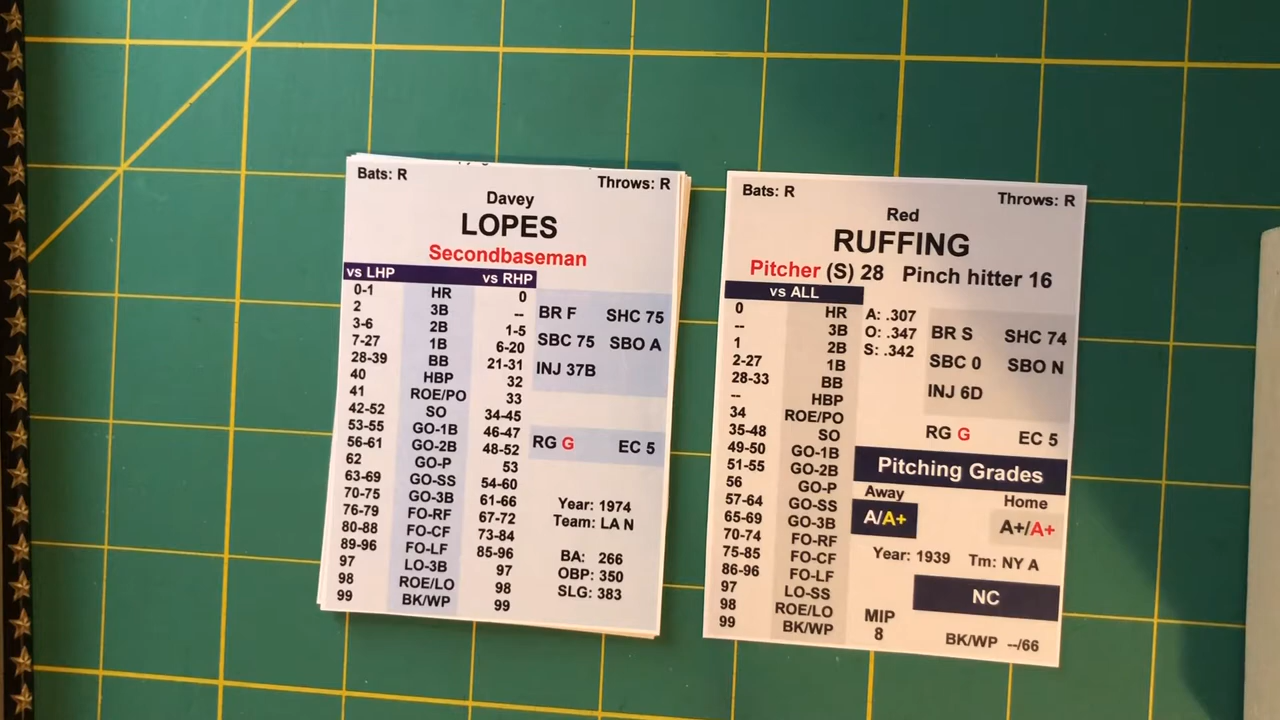 Bats: R Throws: R
Davey
LOPES
Secondbaseman
vs LHP vs RHP
0-1 HR 0
2 3B --
3-6 2B 1-5
7-27 1B 6-20
28-39 BB 21-31
40 HBP 32
41 ROE/PO 33
42-52 SO 34-45
53-55 GO-1B 46-47
56-61 GO-2B 48-52
62 GO-P 53
63-69 GO-SS 54-60
70-75 GO-3B 61-66
76-79 FO-RF 67-72
80-88 FO-CF 73-84
89-96 FO-LF 85-96
97 LO-3B 97
98 ROE/LO 98
99 BK/WP 99
BR F SHC 75
SBC 75 SBO A
INJ 37B
RG G EC 5
Year: 1974
Team: LA N
BA: 266
OBP: 350
SLG: 383
Bats: R Throws: R
Red
RUFFING
Pitcher (S) 28 Pinch hitter 16
vs ALL
0 HR
-- 3B
1 2B
2-27 1B
28-33 BB
-- HBP
34 ROE/PO
35-48 SO
49-50 GO-1B
51-55 GO-2B
56 GO-P
57-64 GO-SS
65-69 GO-3B
70-74 FO-RF
75-85 FO-CF
86-96 FO-LF
97 LO-SS
98 ROE/LO
99 BK/WP
A: .307
O: .347
S: .342
BR S SHC 74
SBC 0 SBO N
INJ 6D
RG G EC 5
Pitching Grades
Away Home
A/A+ A+/A+
Year: 1939 Tm: NY A
NC
MIP
8
BK/WP --/66